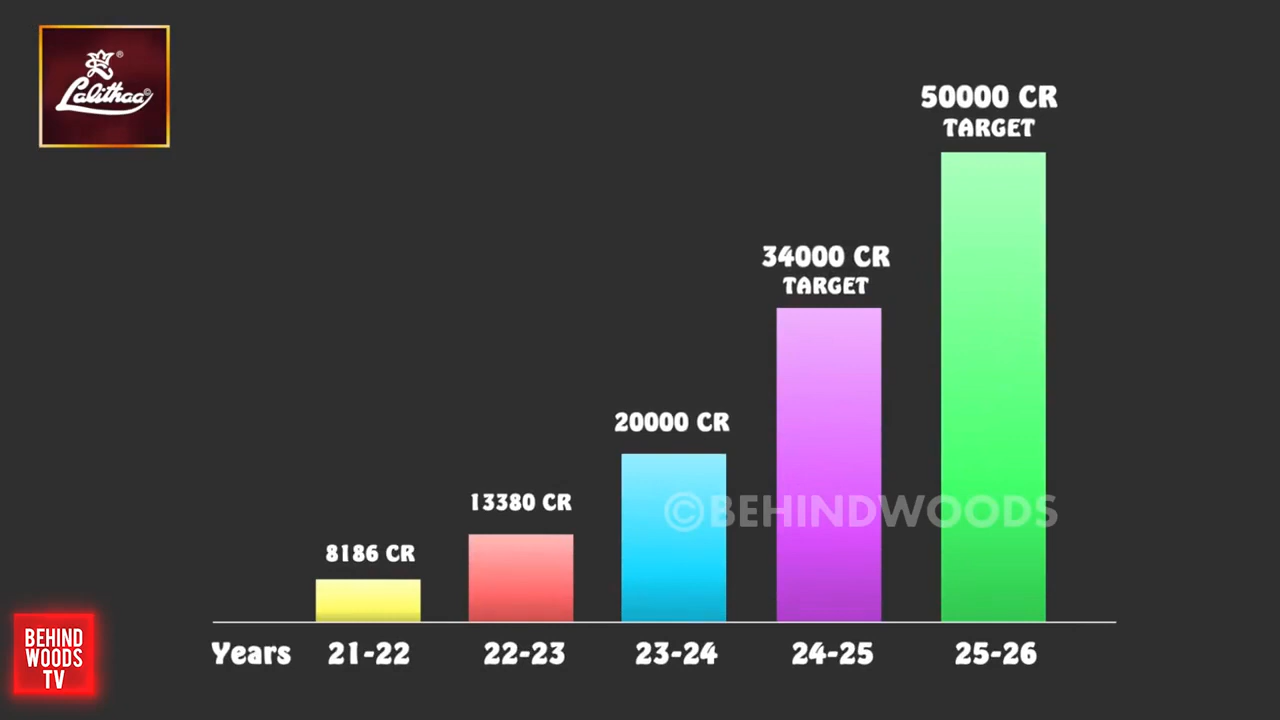 Lalithaa
50000 CR
TARGET
34000 CR
TARGET
20000 CR
13380 CR
8186 CR
©BEHINDWOODS
Years 21-22 22-23 23-24 24-25 25-26
BEHIND
WOODS
TV